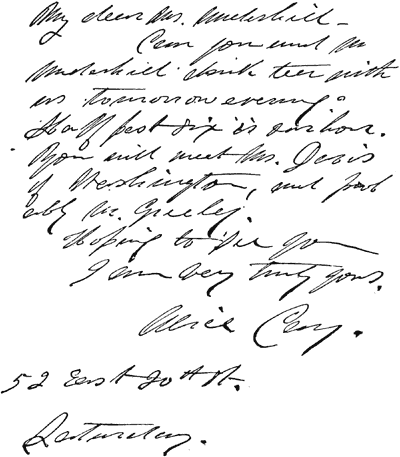 My dear Mrs. Underhill –
Can you and Mr
Underhill drink tea with
us tomorrow evening?
Half past six is our hour.
You will meet Mrs. Davis
of Washington, and prob
ably Mr. Greeley.
Hoping to see you
I am very truly yours,
Alice Cary.
52 East 20th St.
Saturday.